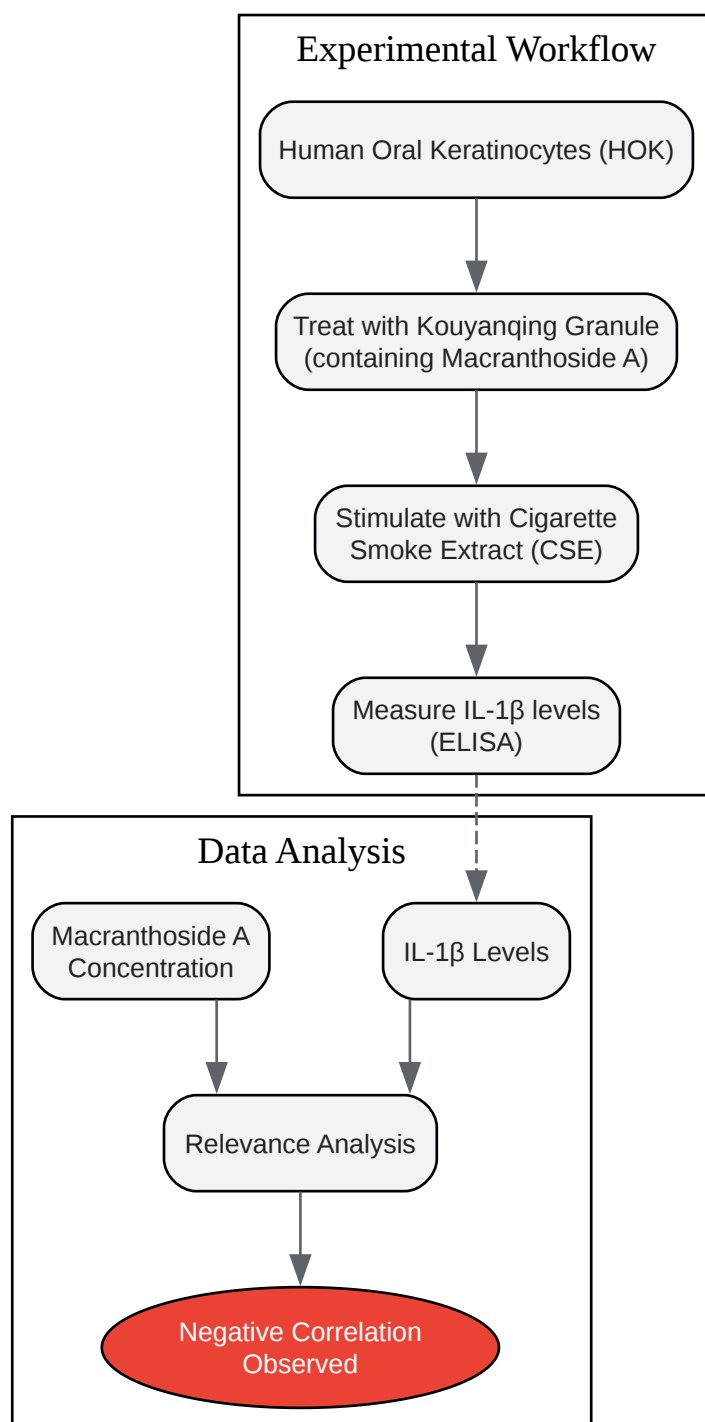 Experimental Workflow
Human Oral Keratinocytes (HOK)
Treat with Kouyanqing Granule
(containing Macranthoside A)
Stimulate with Cigarette
Smoke Extract (CSE)
Measure IL-1β levels
(ELISA)
Data Analysis
Macranthoside A
Concentration
IL-1β Levels
Relevance Analysis
Negative Correlation
Observed